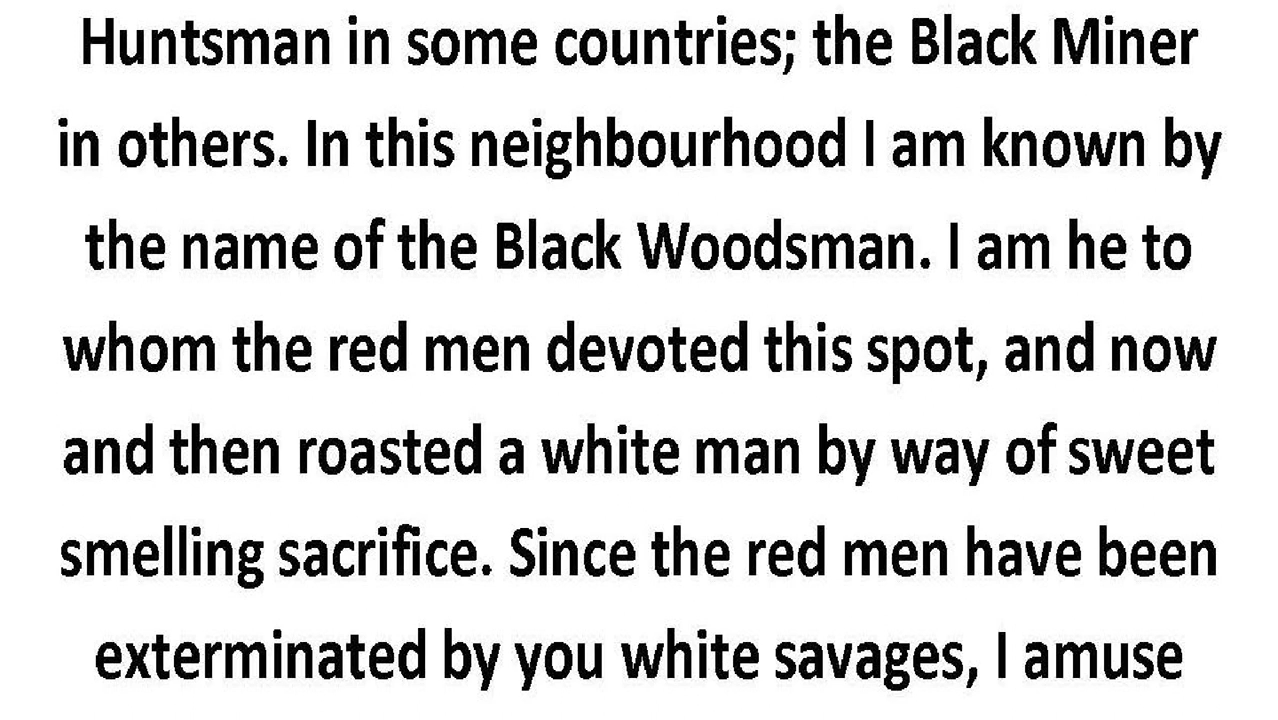 Huntsman in some countries; the Black Miner
in others. In this neighbourhood I am known by
the name of the Black Woodsman. I am he to
whom the red men devoted this spot, and now
and then roasted a white man by way of sweet
smelling sacrifice. Since the red men have been
exterminated by you white savages, I amuse